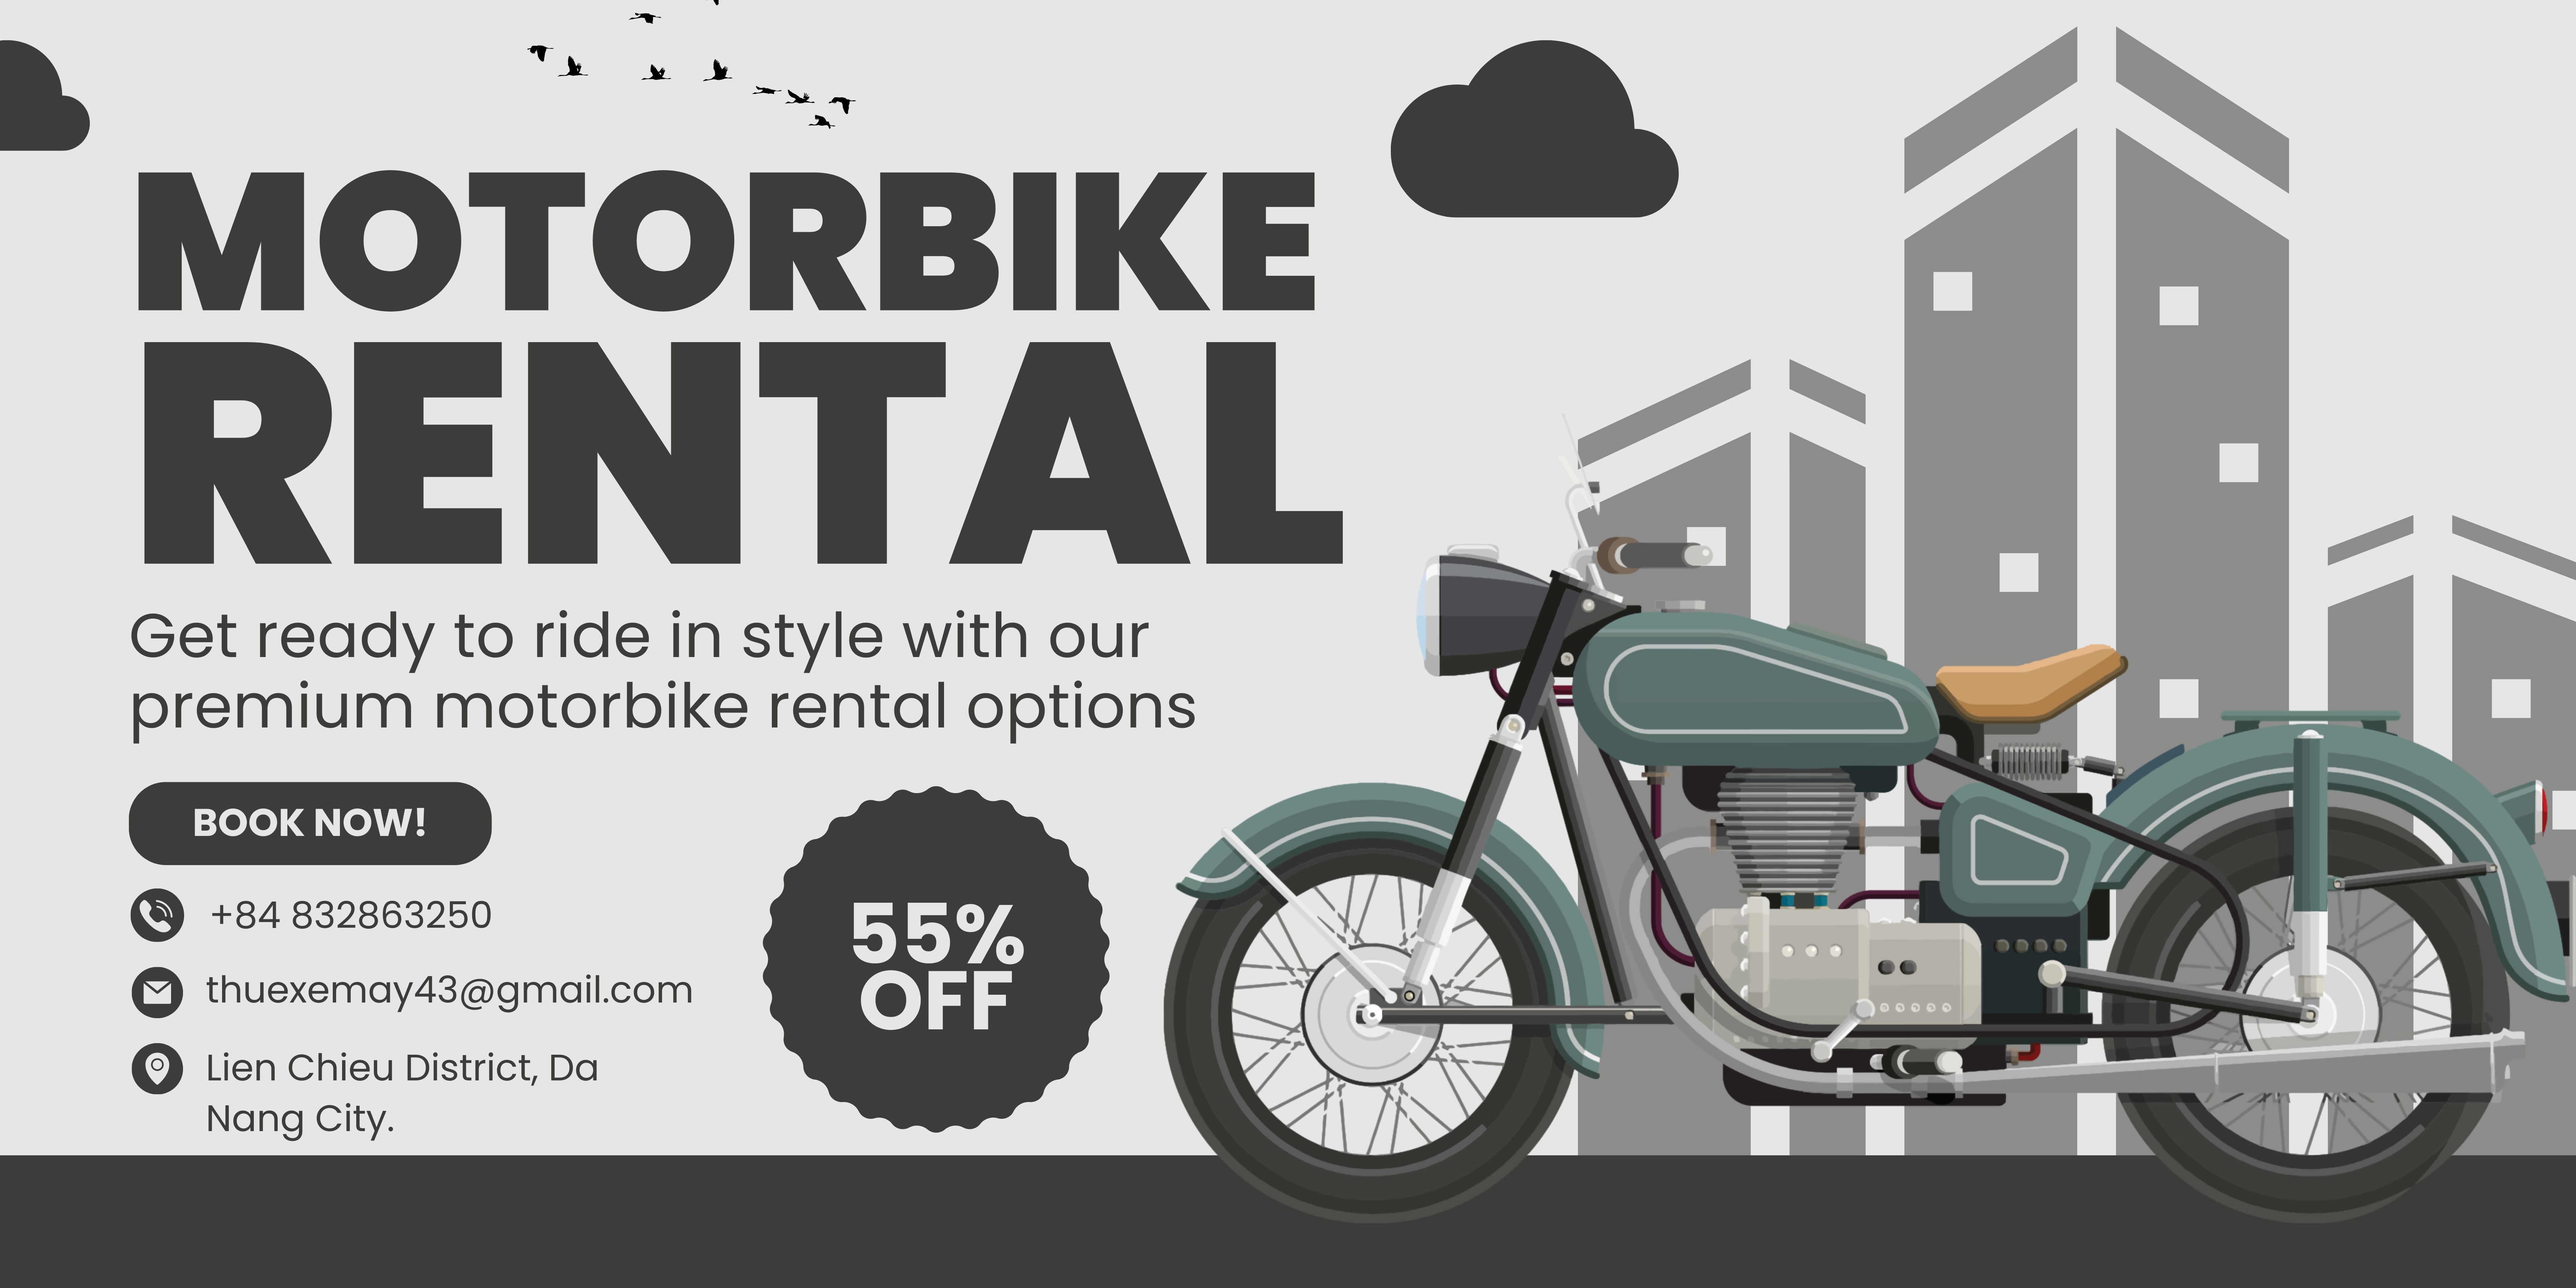 MOTORBIKE
RENTAL
Get ready to ride in style with our
premium motorbike rental options
BOOK NOW!
+84 832863250
thuexemay43@gmail.com
Lien Chieu District, Da
Nang City.
55%
OFF